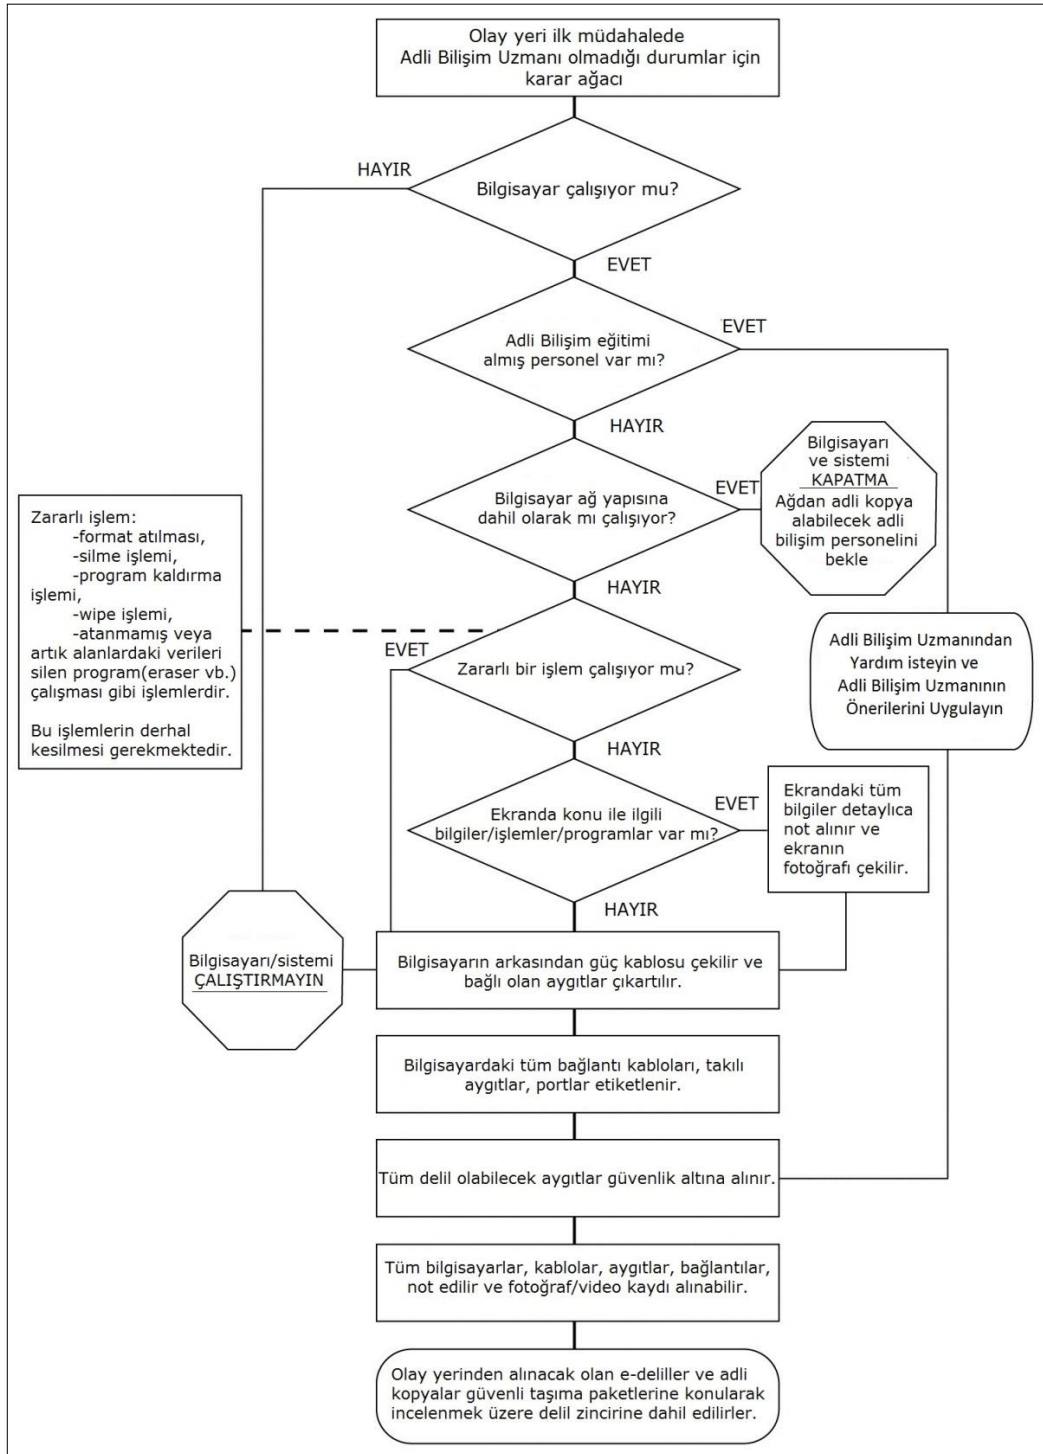 Olay yeri ilk müdahalede
Adli Bilişim Uzmanı olmadığı durumlar için
karar ağacı
HAYIR
Bilgisayar çalışıyor mu?
EVET
Adli Bilişim eğitimi
almış personel var mı?
EVET
HAYIR
Bilgisayar ağ yapısına
dahil olarak mı çalışıyor?
EVET
Bilgisayarı
ve sistemi
KAPATMA
Ağdan adli kopya
alabilecek adli
bilişim personelini
bekle
HAYIR
Zararlı işlem:
-format atılması,
-silme işlemi,
-program kaldırma
işlemi,
-wipe işlemi,
-atanmamış veya
artık alanlardaki verileri
silen program(eraser vb.)
çalışması gibi işlemlerdir.
Bu işlemlerin derhal
kesilmesi gerekmektedir.
EVET
Zararlı bir işlem çalışıyor mu?
Adli Bilişim Uzmanından
Yardım isteyin ve
Adli Bilişim Uzmanının
Önerilerini Uygulayın
HAYIR
Ekranda konu ile ilgili
bilgiler/işlemler/programlar var mı?
EVET
Ekrandaki tüm
bilgiler detaylıca
not alınır ve
ekranın
fotoğrafı çekilir.
HAYIR
Bilgisayarı/sistemi
ÇALIŞTIRMAYIN
Bilgisayarın arkasından güç kablosu çekilir ve
bağlı olan aygıtlar çıkartılır.
Bilgisayardaki tüm bağlantı kabloları, takılı
aygıtlar, portlar etiketlenir.
Tüm delil olabilecek aygıtlar güvenlik altına alınır.
Tüm bilgisayarlar, kablolar, aygıtlar, bağlantılar,
not edilir ve fotoğraf/video kaydı alınabilir.
Olay yerinden alınacak olan e-deliller ve adli
kopyalar güvenli taşıma paketlerine konularak
incelenmek üzere delil zincirine dahil edilirler.